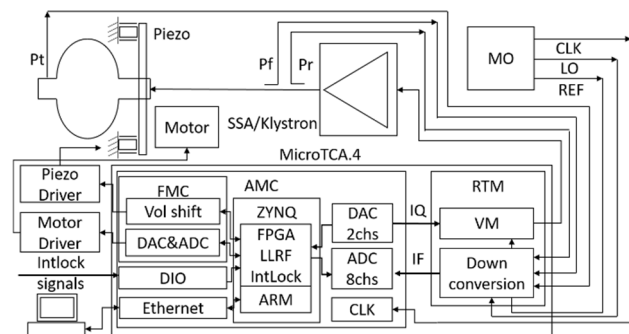 Piezo
Pt
Pf
Pr
MO
CLK
LO
REF
SSA/Klystron
Motor
MicroTCA.4
Piezo
Driver
Motor
Driver
Intlock
signals
FMC
Vol shift
DAC&ADC
DIO
Ethernet
AMC
ZYNQ
FPGA
LLRF
IntLock
ARM
DAC
2chs
ADC
8chs
CLK
IQ
IF
RTM
VM
Down
conversion